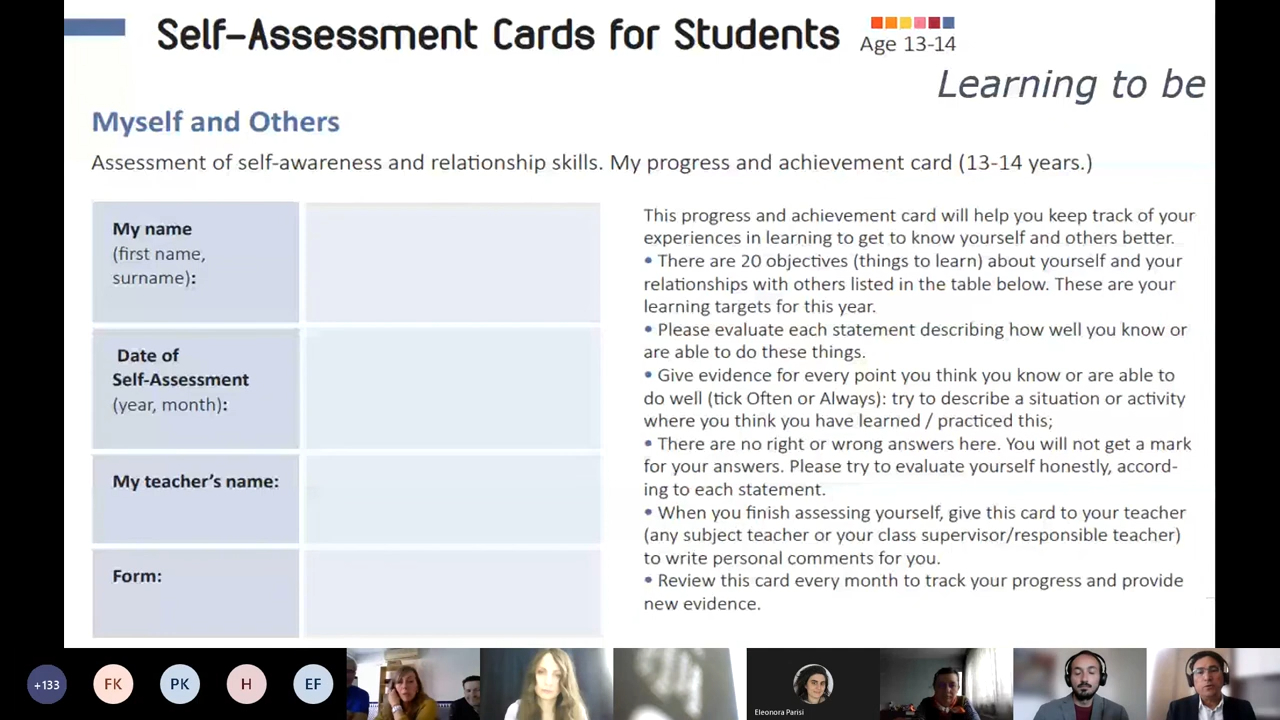 Self-Assessment Cards for Students
Age 13-14
Learning to be
Myself and Others
Assessment of self-awareness and relationship skills. My progress and achievement card (13-14 years.)
My name
(first name,
surname):
Date of
Self-Assessment
(year, month):
My teacher's name:
Form:
This progress and achievement card will help you keep track of your
experiences in learning to get to know yourself and others better.
• There are 20 objectives (things to learn) about yourself and your
relationships with others listed in the table below. These are your
learning targets for this year.
• Please evaluate each statement describing how well you know or
are able to do these things.
• Give evidence for every point you think you know or are able to
do well (tick Often or Always): try to describe a situation or activity
where you think you have learned / practiced this;
• There are no right or wrong answers here. You will not get a mark
for your answers. Please try to evaluate yourself honestly, accord-
ing to each statement.
• When you finish assessing yourself, give this card to your teacher
(any subject teacher or your class supervisor/responsible teacher)
to write personal comments for you.
• Review this card every month to track your progress and provide
new evidence.
+133
FK
PK
H
EF
Eleonora Parisi